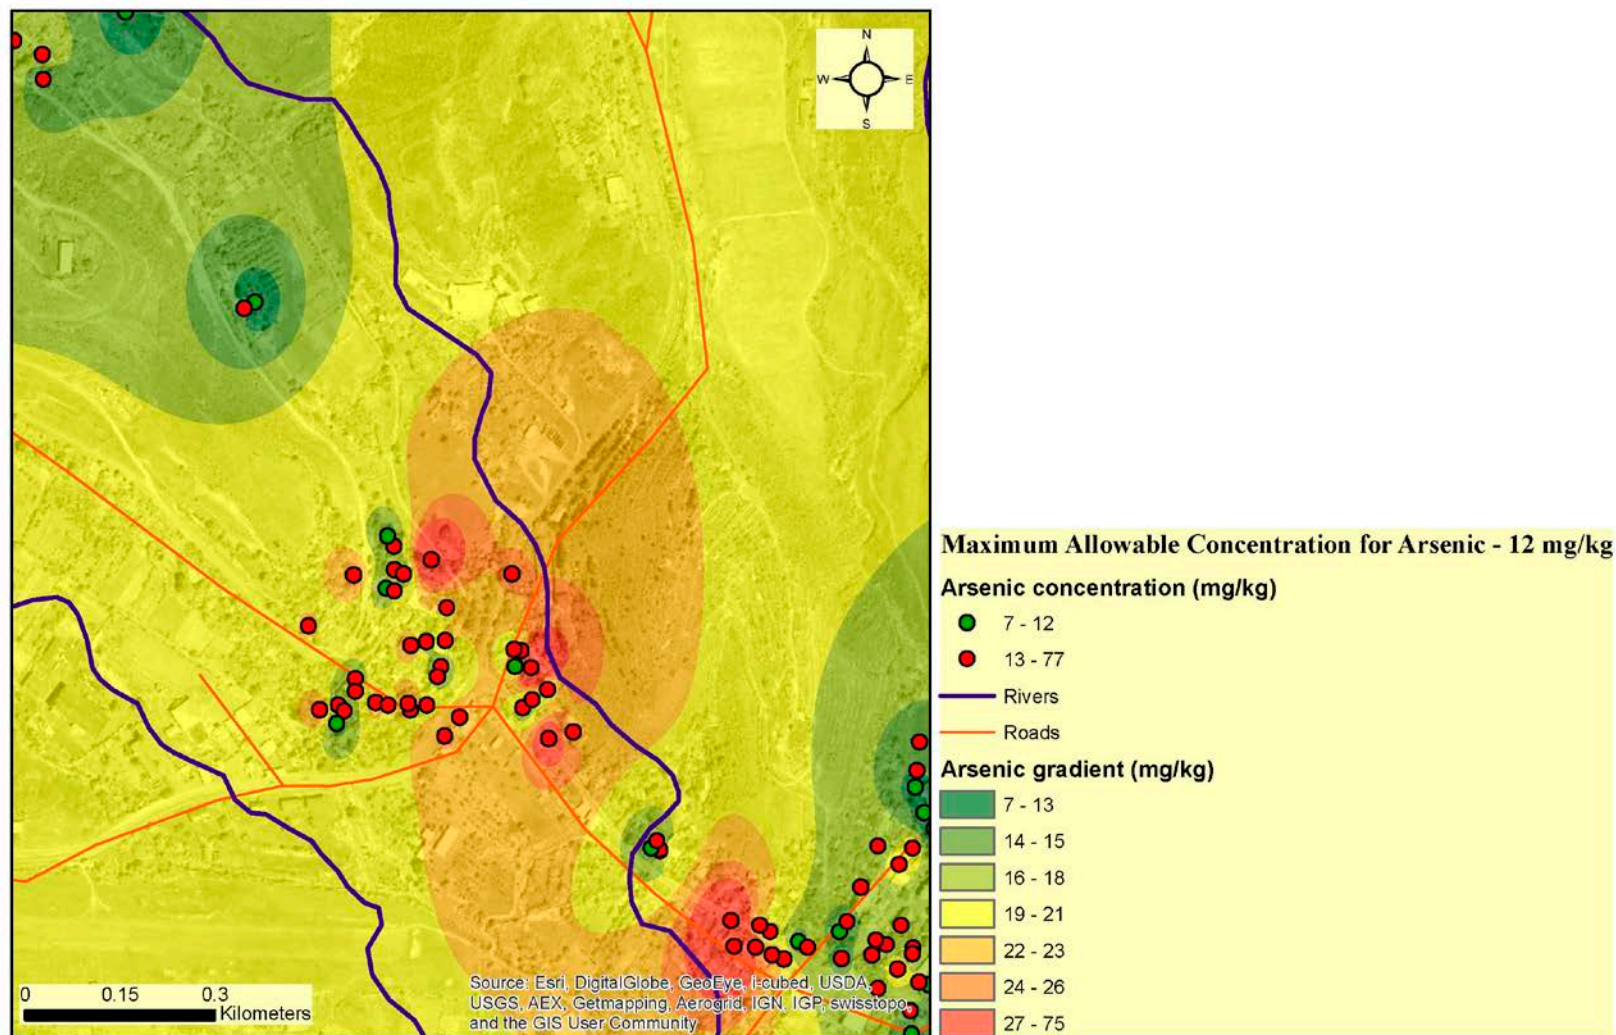 N
W E
S
Maximum Allowable Concentration for Arsenic - 12 mg/kg
Arsenic concentration (mg/kg)
7 - 12
13 - 77
Rivers
Roads
Arsenic gradient (mg/kg)
7 - 13
14 - 15
16 - 18
19 - 21
22 - 23
24 - 26
27 - 75
0 0.15 0.3
Kilometers
Source: Esri, DigitalGlobe, GeoEye, i-cubed, USDA,
USGS, AEX, Getmapping, Aerogrid, IGN, IGP, swisstopo,
and the GIS User Community